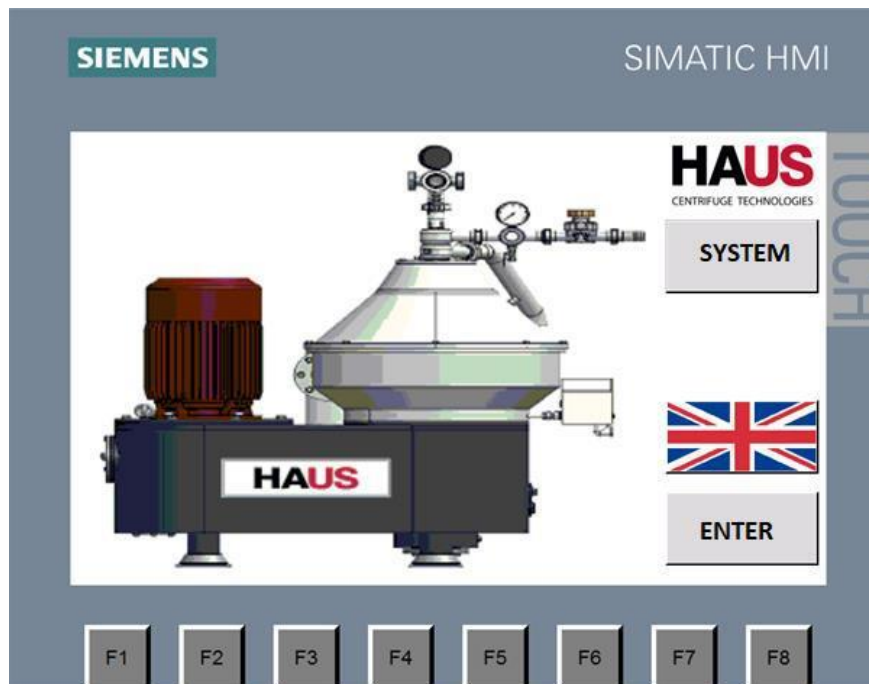 SIEMENS
SIMATIC HMI
TOUCH
HAUS
CENTRIFUGE TECHNOLOGIES
SYSTEM
HAUS
ENTER
F1 F2 F3 F4 F5 F6 F7 F8